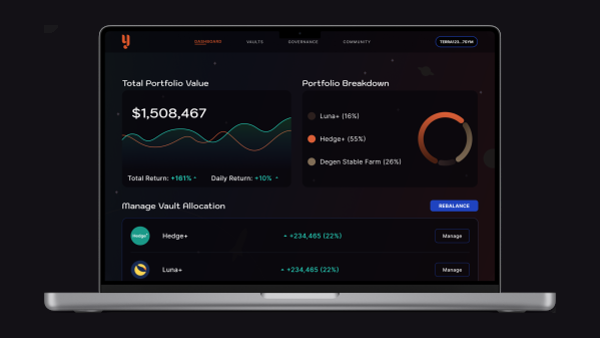 DASHBOARD VAULTS GOVERNANCE COMMUNITY TERRA123...7SYM
Total Portfolio Value
$1,508,467
Total Return: +161% Daily Return: +10%
Portfolio Breakdown
Luna+ (16%)
Hedge+ (55%)
Degen Stable Farm (26%)
Manage Vault Allocation REBALANCE
Hedge+ Hedge+ +234,465 (22%) Manage
Luna+ +234,465 (22%) Manage